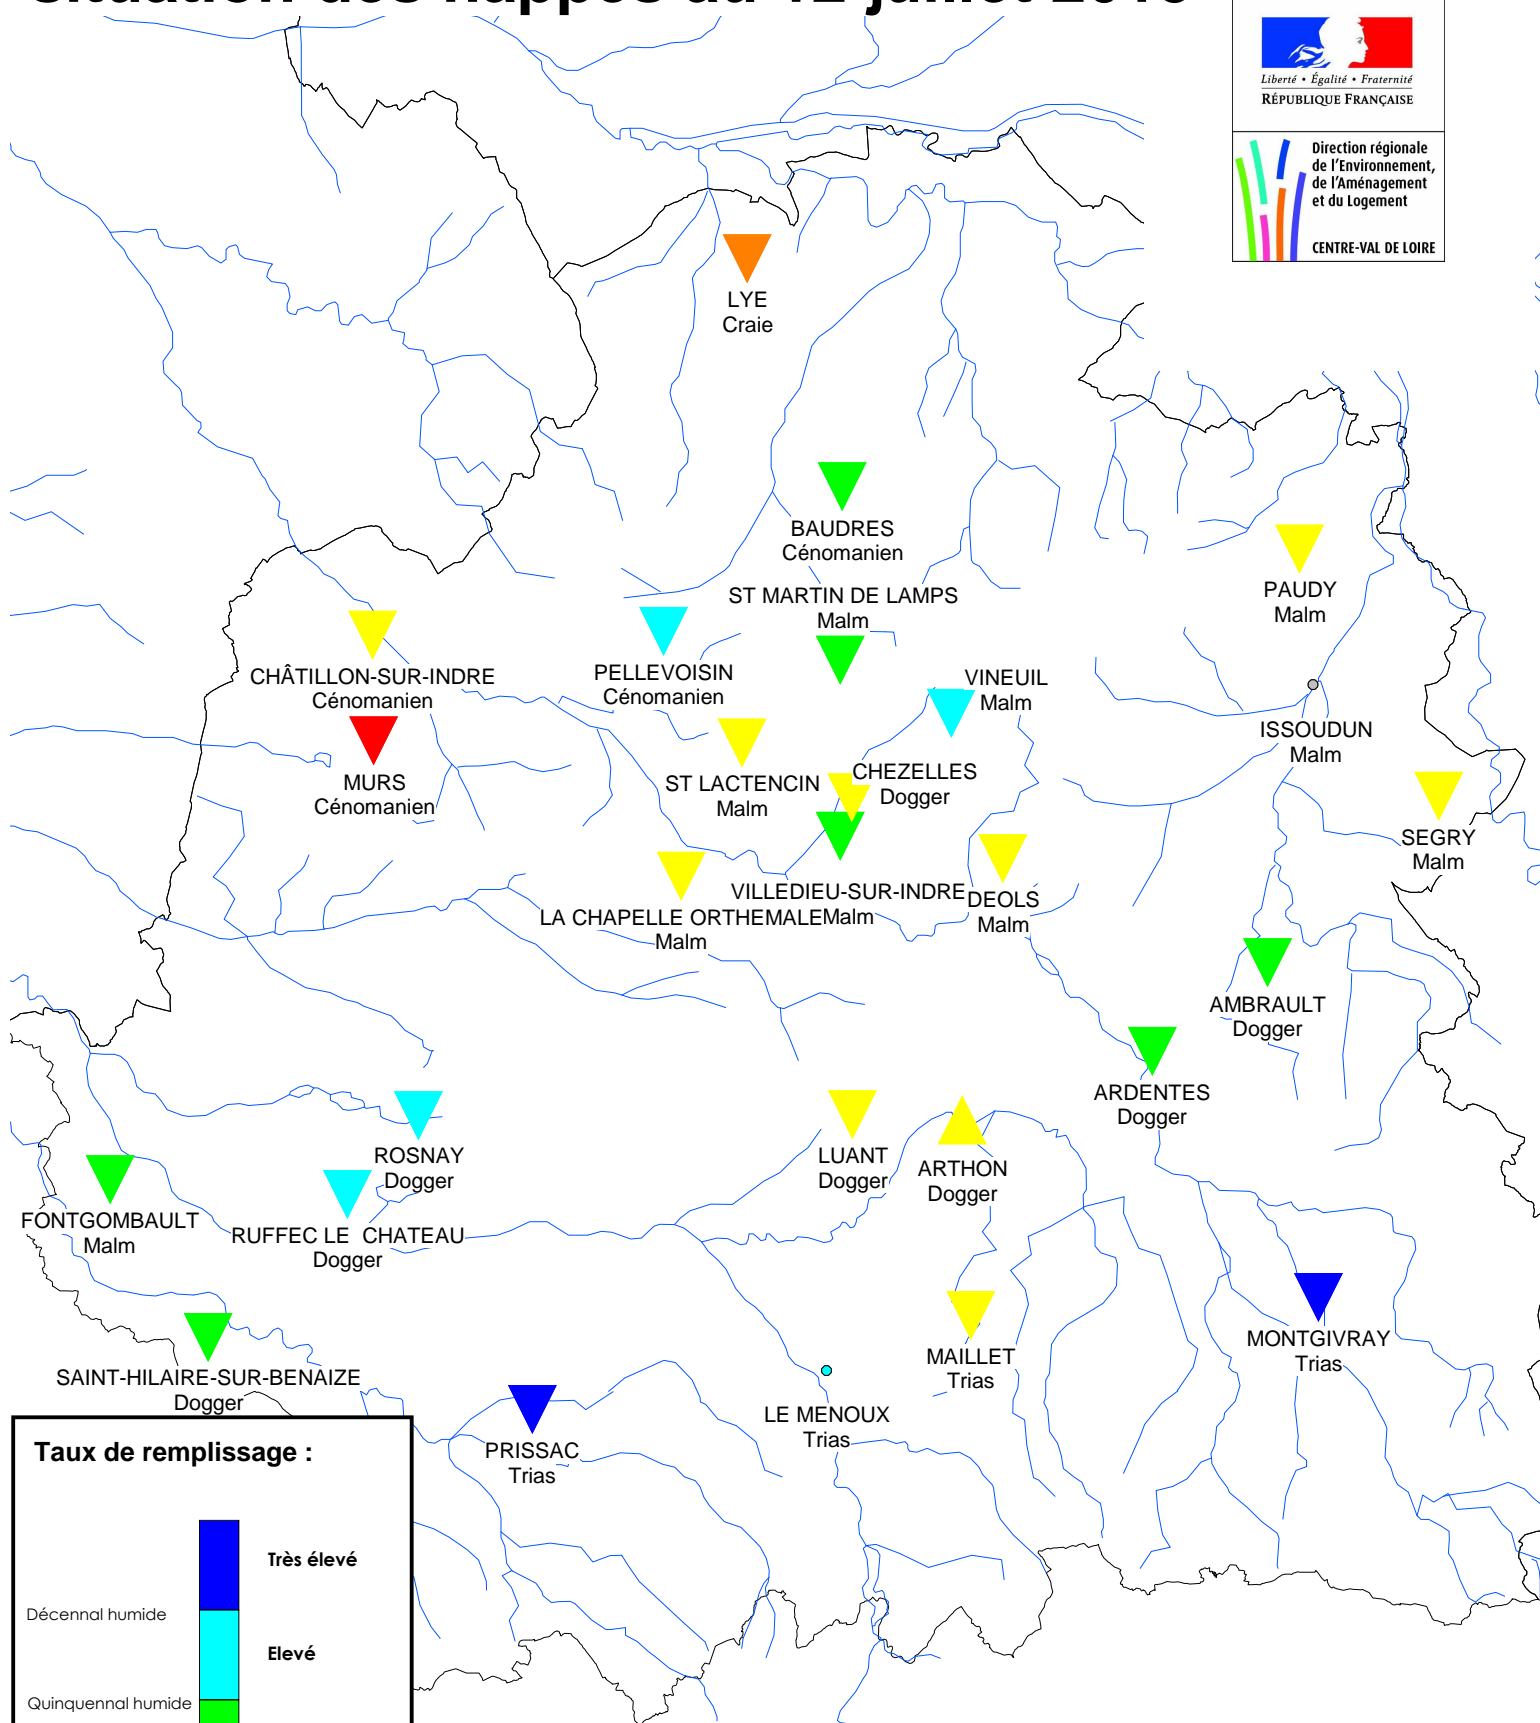 Liberté • Égalité • Fraternité
RÉPUBLIQUE FRANÇAISE
Direction régionale
de l'Environnement,
de l'Aménagement
et du Logement
CENTRE-VAL DE LOIRE
LYE
Craie
BAUDRES
Cénomanien
PAUDY
Malm
ST MARTIN DE LAMPS
Malm
CHÂTILLON-SUR-INDRE
Cénomanien
PELLEVOISIN
Cénomanien
VINEUIL
Malm
ISSOUDUN
Malm
MURS
Cénomanien
ST LACTENCIN
Malm
CHEZELLES
Dogger
SEGRY
Malm
VILLEDIEU-SUR-INDRE
Malm
DEOLS
Malm
LA CHAPELLE ORTHEMALE
Malm
AMBRAULT
Dogger
ARDENTES
Dogger
ROSNAY
Dogger
LUANT
Dogger
ARTHON
Dogger
FONTGOMBAULT
Malm
RUFFEC LE CHATEAU
Dogger
MONTGIVRAY
Trias
MAILLET
Trias
SAINT-HILAIRE-SUR-BENAIZE
Dogger
LE MENOUX
Trias
PRISSAC
Trias
Taux de remplissage :
Très élevé
Décennal humide
Elevé
Quinquennal humide